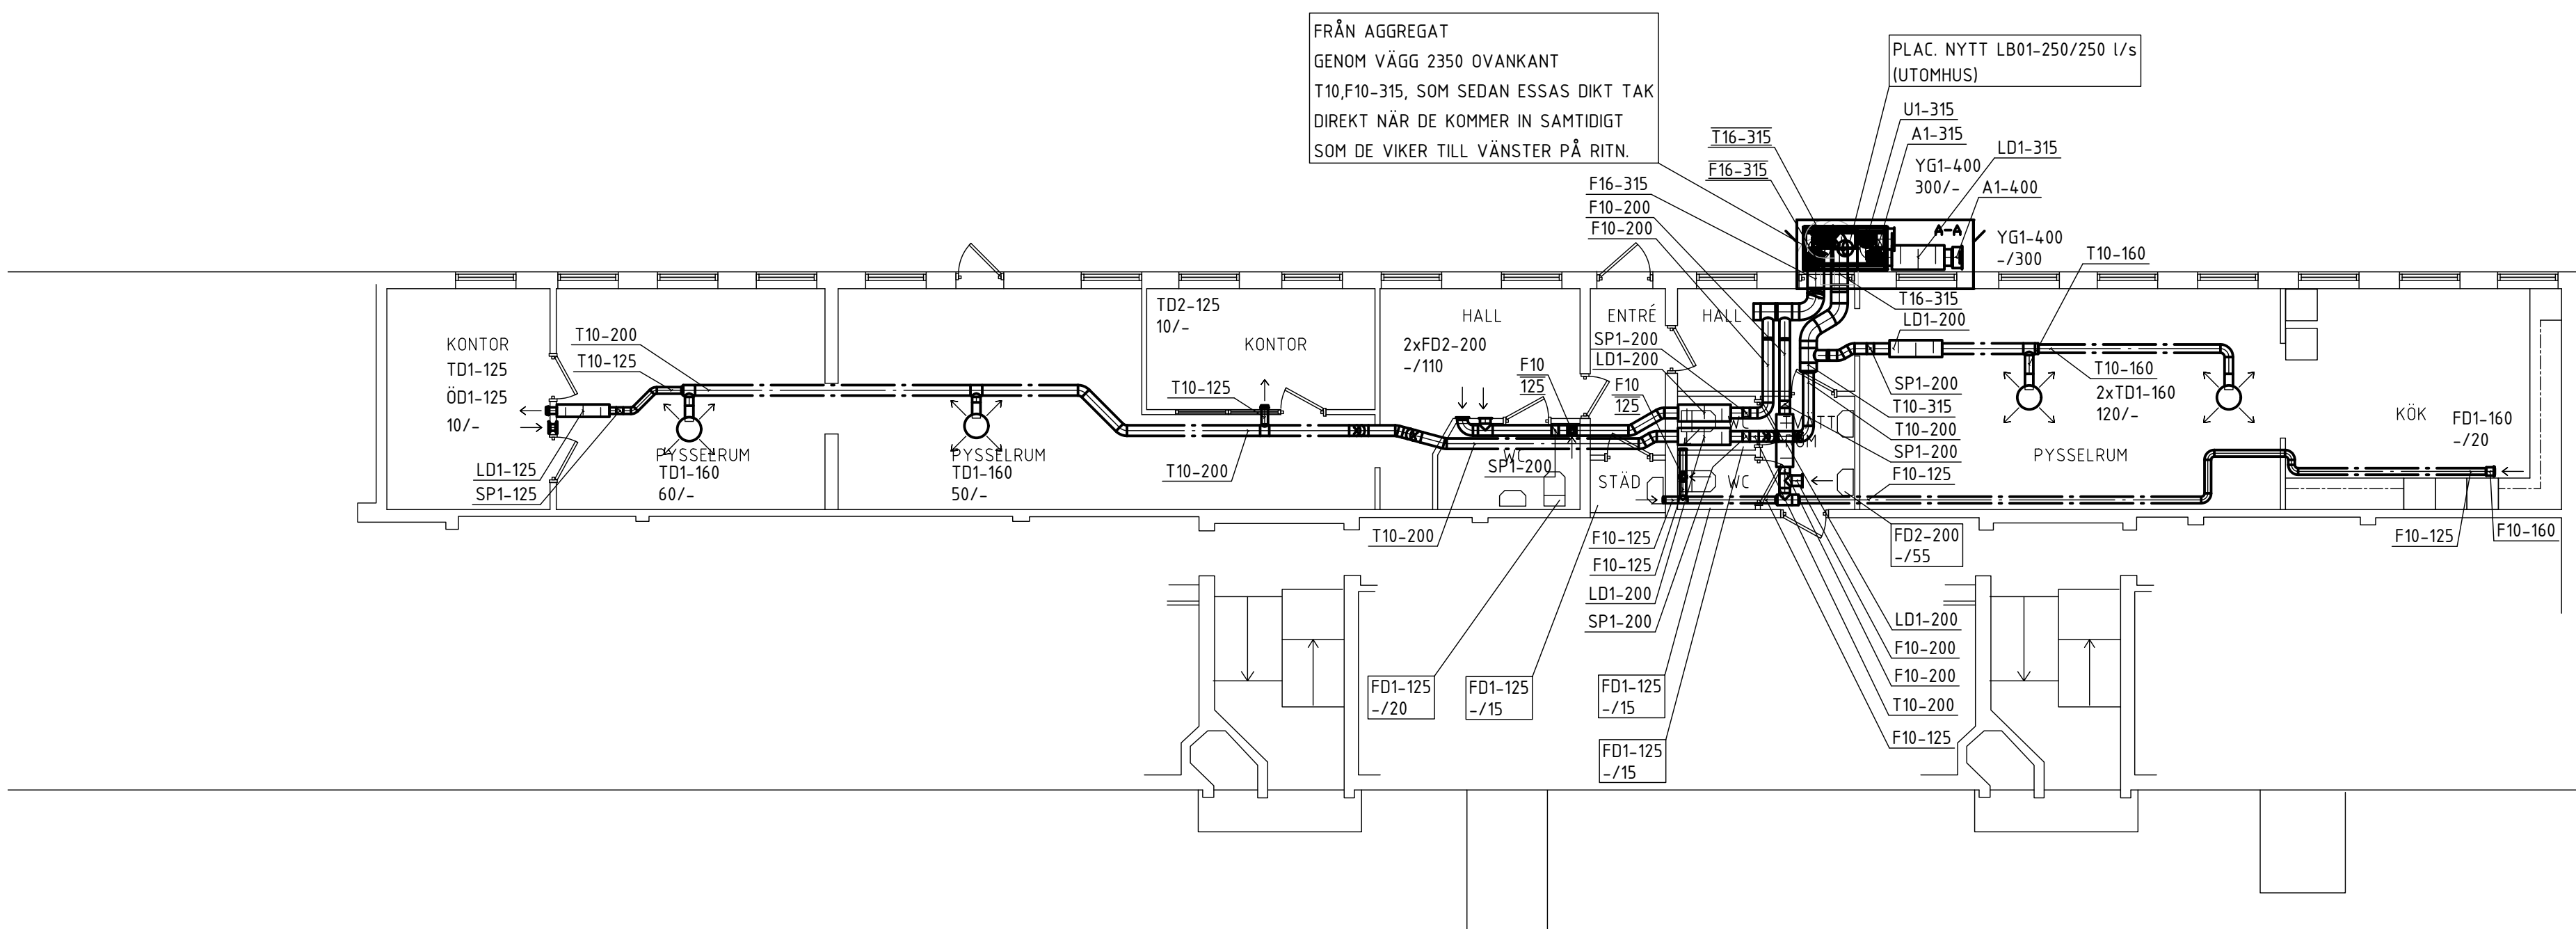 FRÅN AGGREGAT
GENOM VÄGG 2350 OVANKANT
T10,F10-315, SOM SEDAN ESSAS DIKT TAK
DIREKT NÄR DE KOMMER IN SAMTIDIGT
SOM DE VIKER TILL VÄNSTER PÅ RITN.
PLAC. NYTT LB01-250/250 l/s
(UTOMHUS)
U1-315
A1-315
LD1-315
YG1-400
300/-
A1-400
T16-315
F16-315
F16-315
F10-200
F10-200
A-A
YG1-400
-/300
T10-160
T16-315
LD1-200
KONTOR
TD1-125
ÖD1-125
10/-
T10-200
T10-125
LD1-125
SP1-125
PYSSELRUM
TD1-160
60/-
PYSSELRUM
TD1-160
50/-
TD2-125
10/-
KONTOR
T10-125
T10-200
HALL
2xFD2-200
-/110
F10
125
WC
SP1-200
T10-200
ENTRÉ
HALL
SP1-200
LD1-200
F10
125
STÄD
WC
WC
TVÄTT
RUM
SP1-200
T10-315
T10-200
SP1-200
F10-125
T10-160
2xTD1-160
120/-
PYSSELRUM
KÖK
FD1-160
-/20
F10-125
F10-160
F10-125
F10-125
LD1-200
SP1-200
FD2-200
-/55
LD1-200
F10-200
F10-200
T10-200
F10-125
FD1-125
-/20
FD1-125
-/15
FD1-125
-/15
FD1-125
-/15